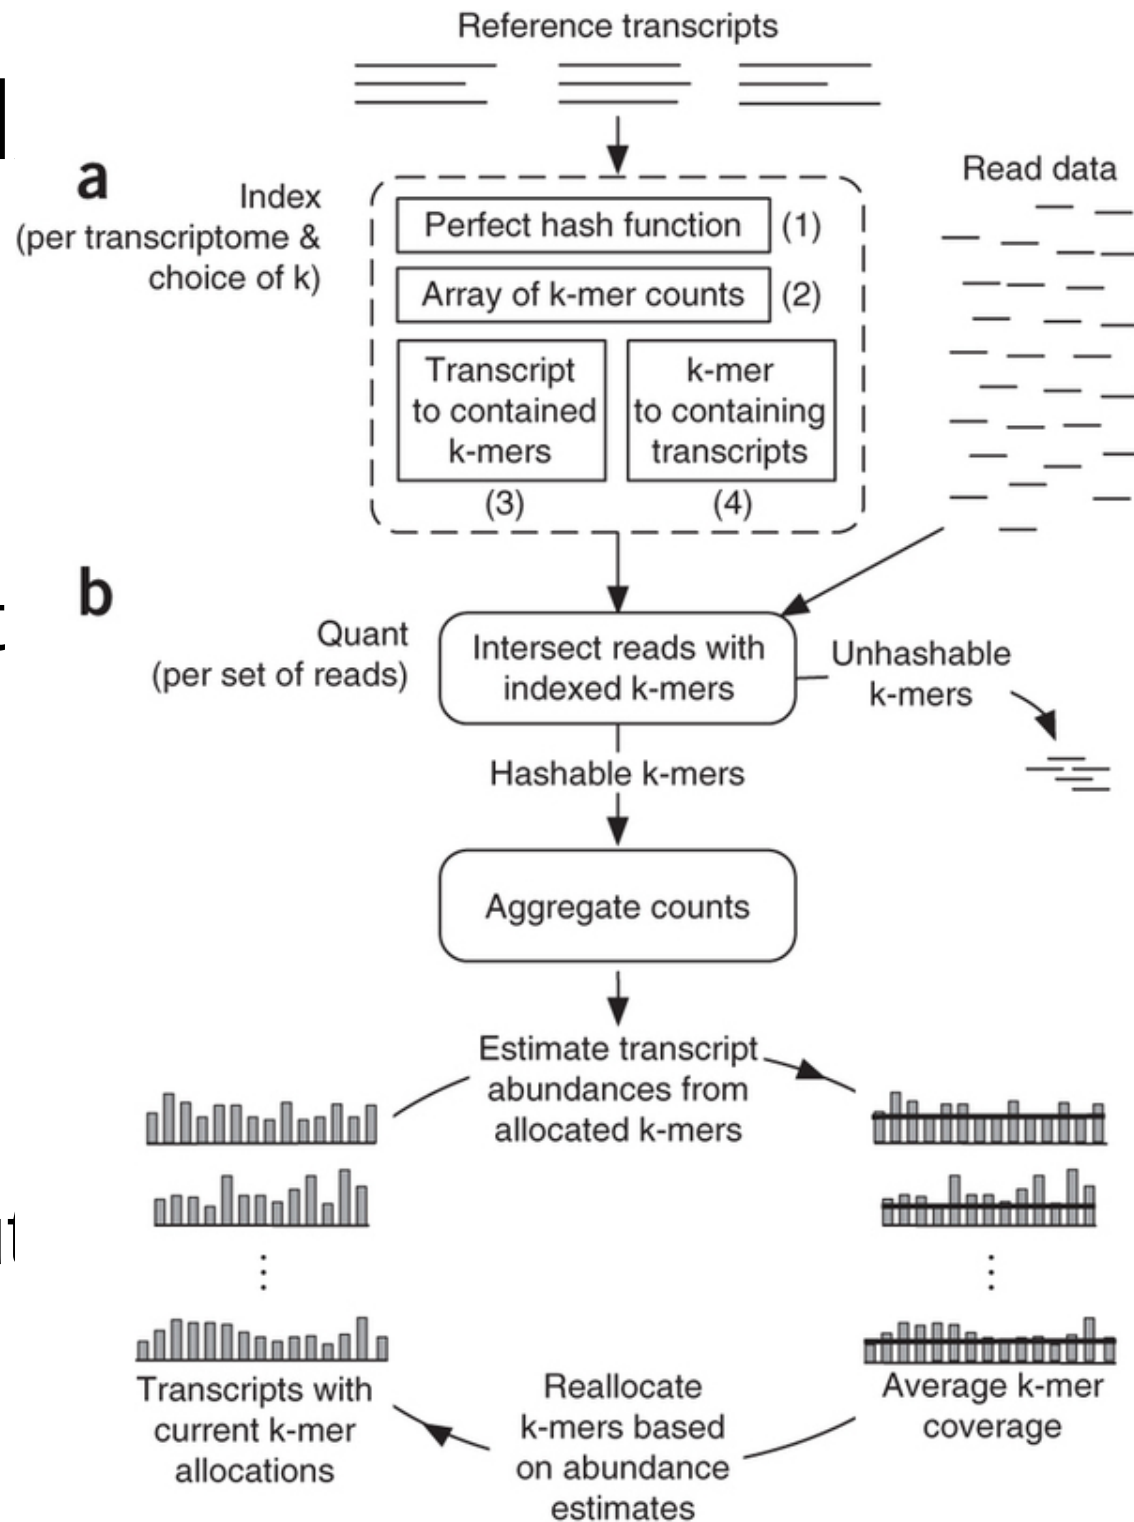 Reference transcripts
a
Index
(per transcriptome &
choice of k)
Read data
Perfect hash function
(1)
Array of k-mer counts
(2)
Transcript
to contained
k-mers
(3)
k-mer
to containing
transcripts
(4)
b
Quant
(per set of reads)
Intersect reads with
indexed k-mers
Unhashable
k-mers
Hashable k-mers
Aggregate counts
Estimate transcript
abundances from
allocated k-mers
Transcripts with
current k-mer
allocations
Reallocate
k-mers based
on abundance
estimates
Average k-mer
coverage